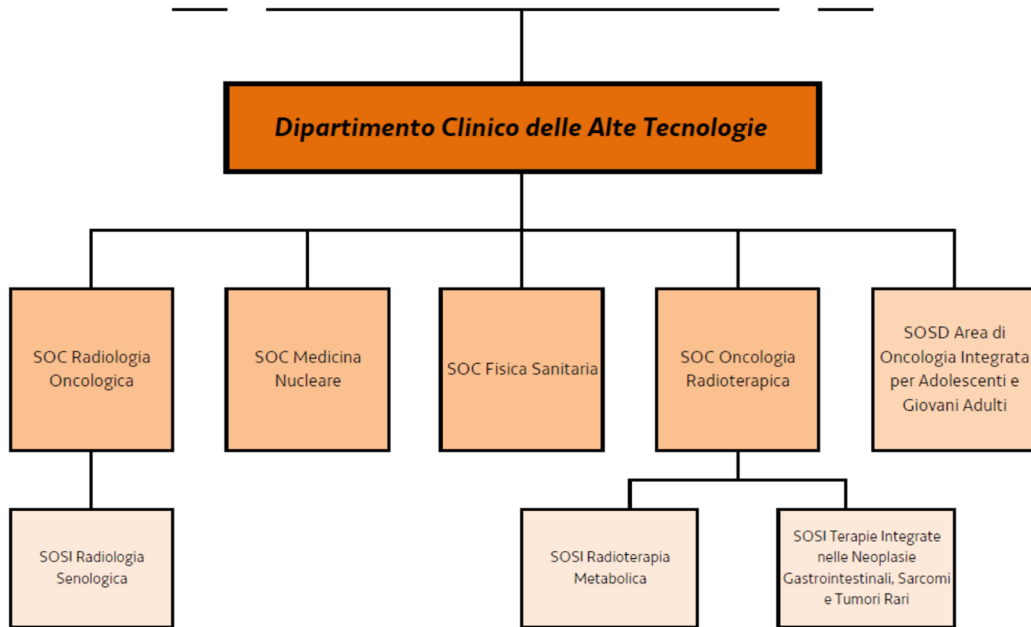 Dipartimento Clinico delle Alte Tecnologie
SOC Radiologia
Oncologica
SOC Medicina
Nucleare
SOC Fisica Sanitaria
SOC Oncologia
Radioterapica
SOSD Area di
Oncologia Integrata
per Adolescenti e
Giovani Adulti
SOSI Radiologia
Senologica
SOSI Radioterapia
Metabolica
SOSI Terapie Integrate
nelle Neoplasie
Gastrointestinali, Sarcomi
e Tumori Rari